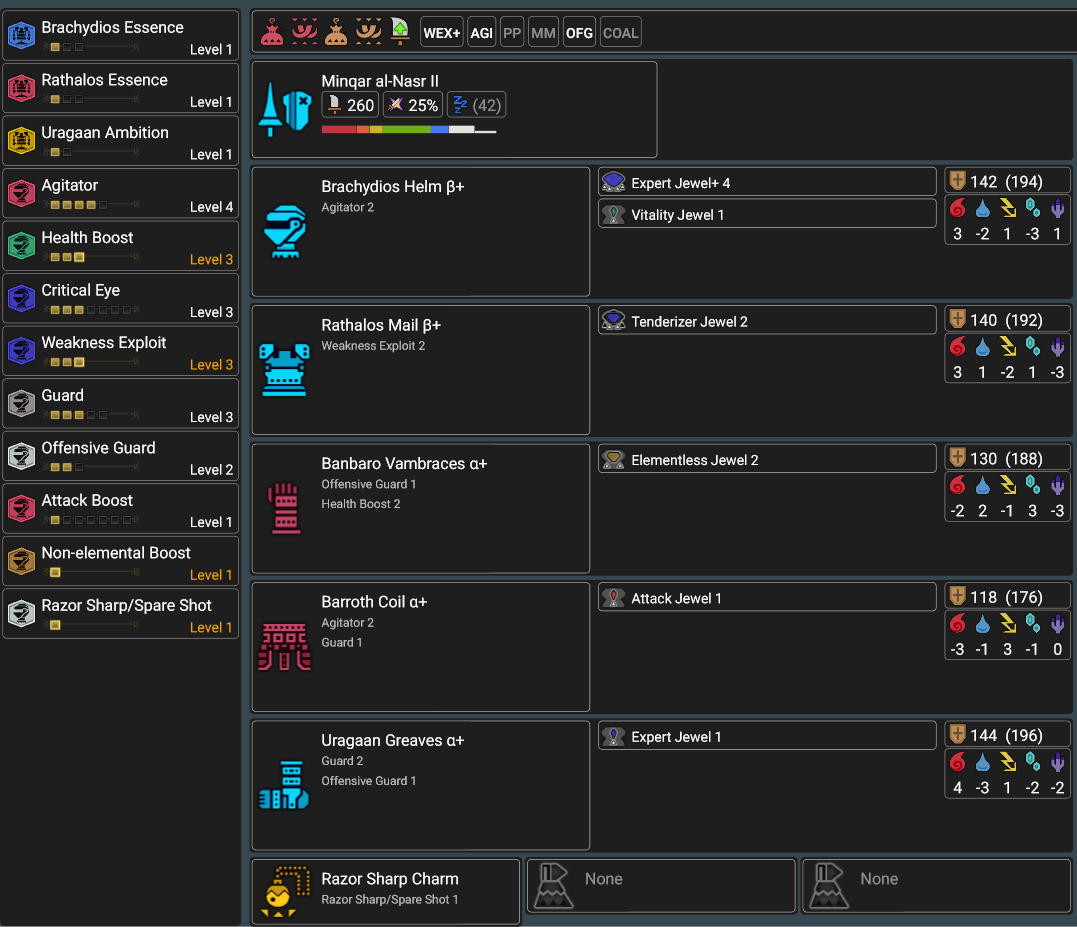 Brachydios Essence
Level 1
Rathalos Essence
Level 1
Uragaan Ambition
Level 1
Agitator
Level 4
Health Boost
Level 3
Critical Eye
Level 3
Weakness Exploit
Level 3
Guard
Level 3
Offensive Guard
Level 2
Attack Boost
Level 1
Non-elemental Boost
Level 1
Razor Sharp/Spare Shot
Level 1
WEX+ AGI PP MM OFG COAL
Minqar al-Nasr II
260 25% (42)
Brachydios Helm β+
Agitator 2
Expert Jewel+ 4
Vitality Jewel 1
142 (194)
3 -2 1 -3 1
Rathalos Mail β+
Weakness Exploit 2
Tenderizer Jewel 2
140 (192)
3 1 -2 1 -3
Banbaro Vambraces α+
Offensive Guard 1
Health Boost 2
Elementless Jewel 2
130 (188)
-2 2 -1 3 -3
Barroth Coil α+
Agitator 2
Guard 1
Attack Jewel 1
118 (176)
-3 -1 3 -1 0
Uragaan Greaves α+
Guard 2
Offensive Guard 1
Expert Jewel 1
144 (196)
4 -3 1 -2 -2
Razor Sharp Charm
Razor Sharp/Spare Shot 1
None
None